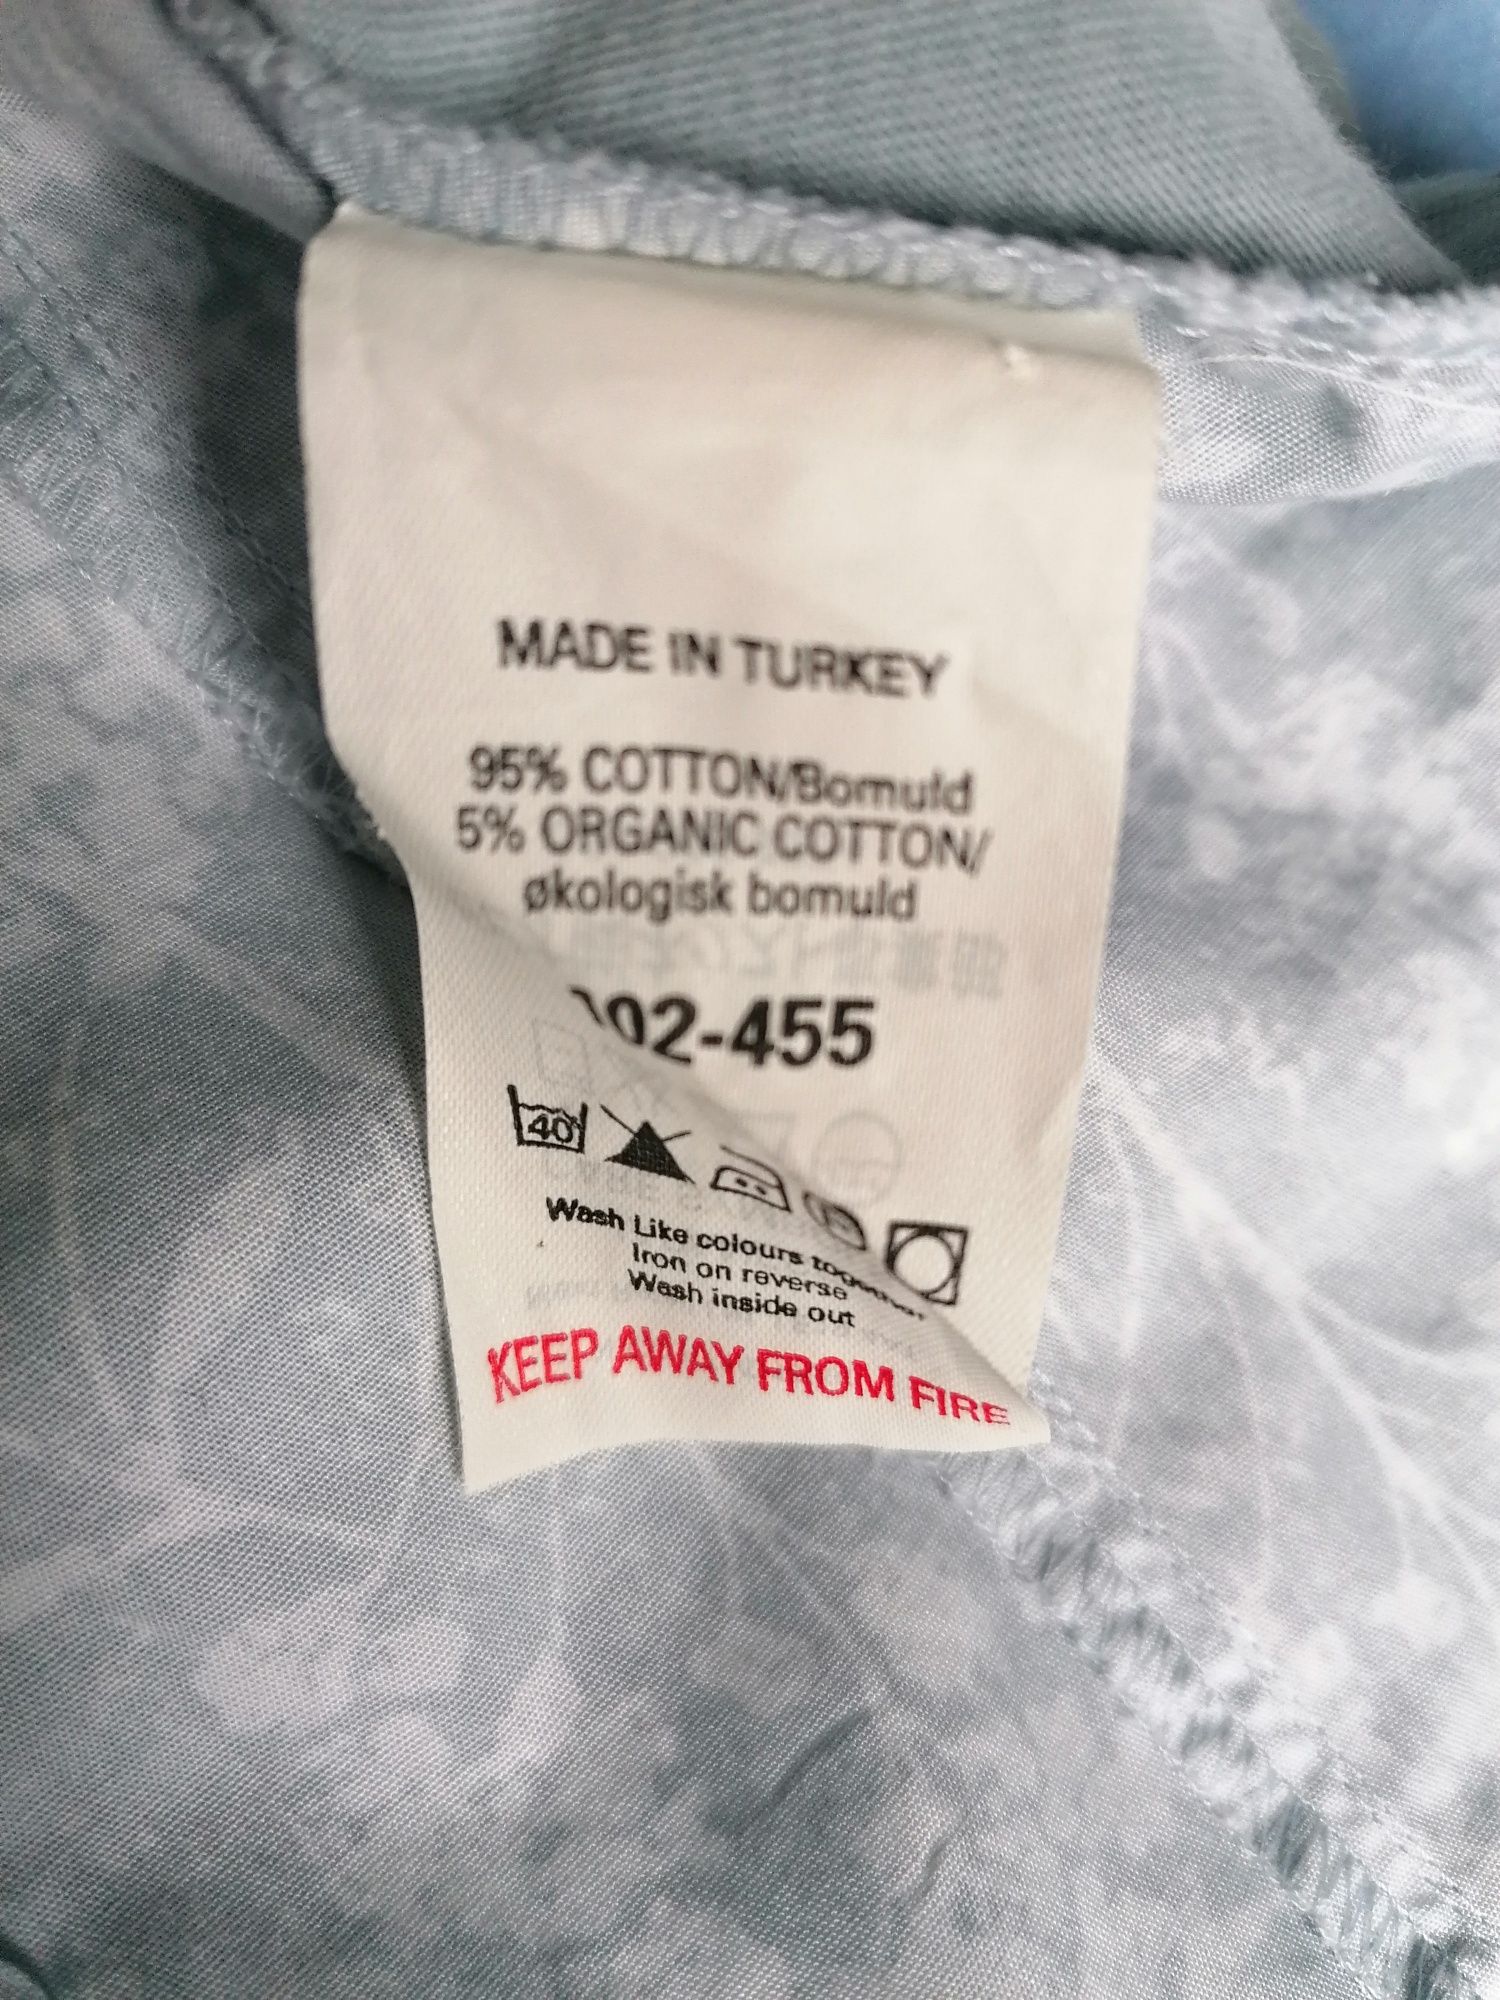 MADE IN TURKEY
95% COTTON/Bomuld
5% ORGANIC COTTON/
økologisk bomuld
02-455
40
Wash Like colours together
Iron on reverse
Wash inside out
KEEP AWAY FROM FIRE